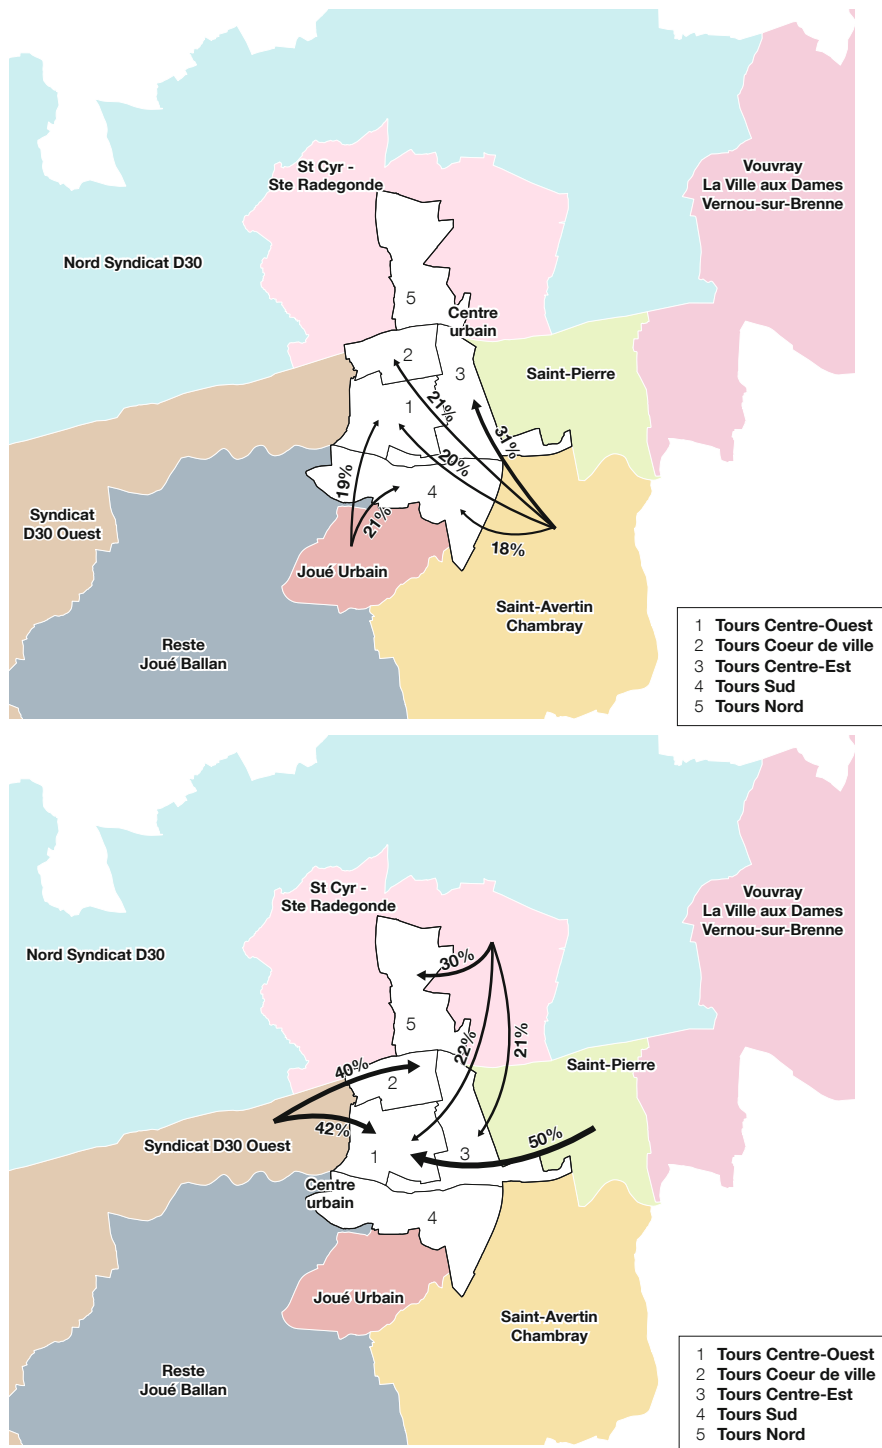 St Cyr -
Ste Radegonde
Vouvray
La Ville aux Dames
Vernou-sur-Brenne
Nord Syndicat D30
5
Centre
urbain
2
3
Saint-Pierre
1
21%
31%
20%
19%
4
21%
Syndicat
D30 Ouest
18%
Joué Urbain
Saint-Avertin
Chambray
Reste
Joué Ballan
1 Tours Centre-Ouest
2 Tours Coeur de ville
3 Tours Centre-Est
4 Tours Sud
5 Tours Nord
St Cyr -
Ste Radegonde
Vouvray
La Ville aux Dames
Vernou-sur-Brenne
Nord Syndicat D30
30%
5
22%
21%
40%
2
Saint-Pierre
42%
Syndicat D30 Ouest
50%
1
3
Centre
urbain
4
Joué Urbain
Saint-Avertin
Chambray
Reste
Joué Ballan
1 Tours Centre-Ouest
2 Tours Coeur de ville
3 Tours Centre-Est
4 Tours Sud
5 Tours Nord